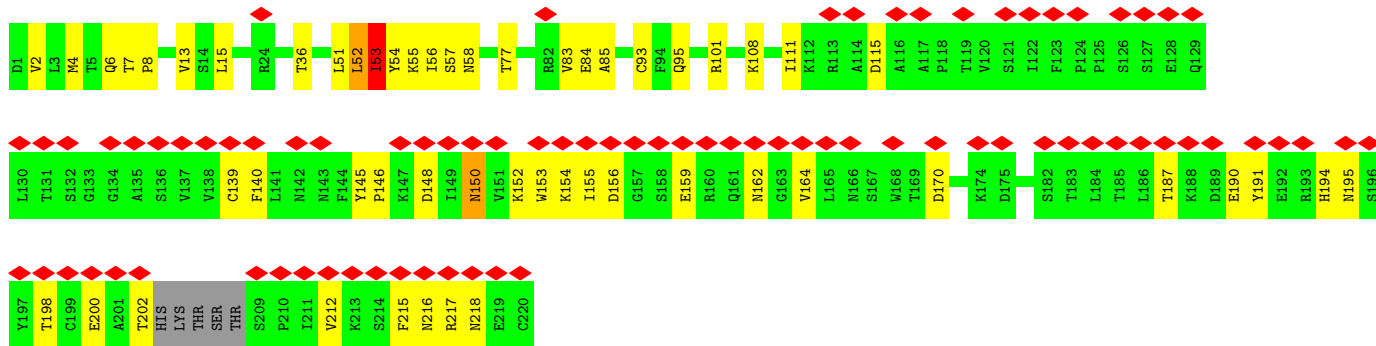 D1 V2 L3 M4 T5 Q6 T7 P8 V13 S14 L15 R24 T36 L51 L52 I53 Y54 K55 I56 S57 N58 T77 R82 V83 E84 A85 C93 F94 Q95 R101 K108 I111 K112 R113 A114 D115 A116 A117 P118 T119 V120 S121 I122 F123 P124 P125 S126 S127 E128 Q129
L130 T131 S132 G133 G134 A135 S136 V137 V138 C139 F140 L141 N142 N143 F144 Y145 P146 K147 D148 I149 N150 V151 K152 W153 K154 I155 D156 G157 S158 E159 R160 Q161 N162 G163 V164 L165 N166 S167 W168 T169 D170 K174 D175 S182 T183 L184 T185 L186 T187 K188 D189 E190 Y191 E192 R193 H194 N195 S196
Y197 T198 C199 E200 A201 T202 HIS LYS THR SER THR S209 P210 I211 V212 K213 S214 F215 N216 R217 N218 E219 C220